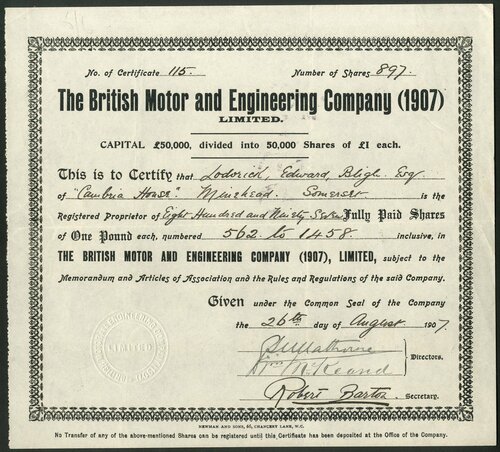 No. of Certificate 115. Number of Shares 897.
The British Motor and Engineering Company (1907)
LIMITED.
CAPITAL £50,000, divided into 50,000 Shares of £1 each.
This is to Certify that Loderick, Edward, Bligh. Esq
of "Cambria House" Minehead. Somerset is the
Registered Proprietor of Eight Hundred and Ninety Seven Fully Paid Shares
of One Pound each, numbered 562 to 1458. inclusive, in
THE BRITISH MOTOR AND ENGINEERING COMPANY (1907), LIMITED, subject to the
Memorandum and Articles of Association and the Rules and Regulations of the said Company.
Given under the Common Seal of the Company
the 26th day of August 1907.
Directors.
Robert Barton Secretary.
LIMITED
NEWMAN AND SONS, 65, CHANCERY LANE, W.C.
No Transfer of any of the above-mentioned Shares can be registered until this Certificate has been deposited at the Office of the Company.